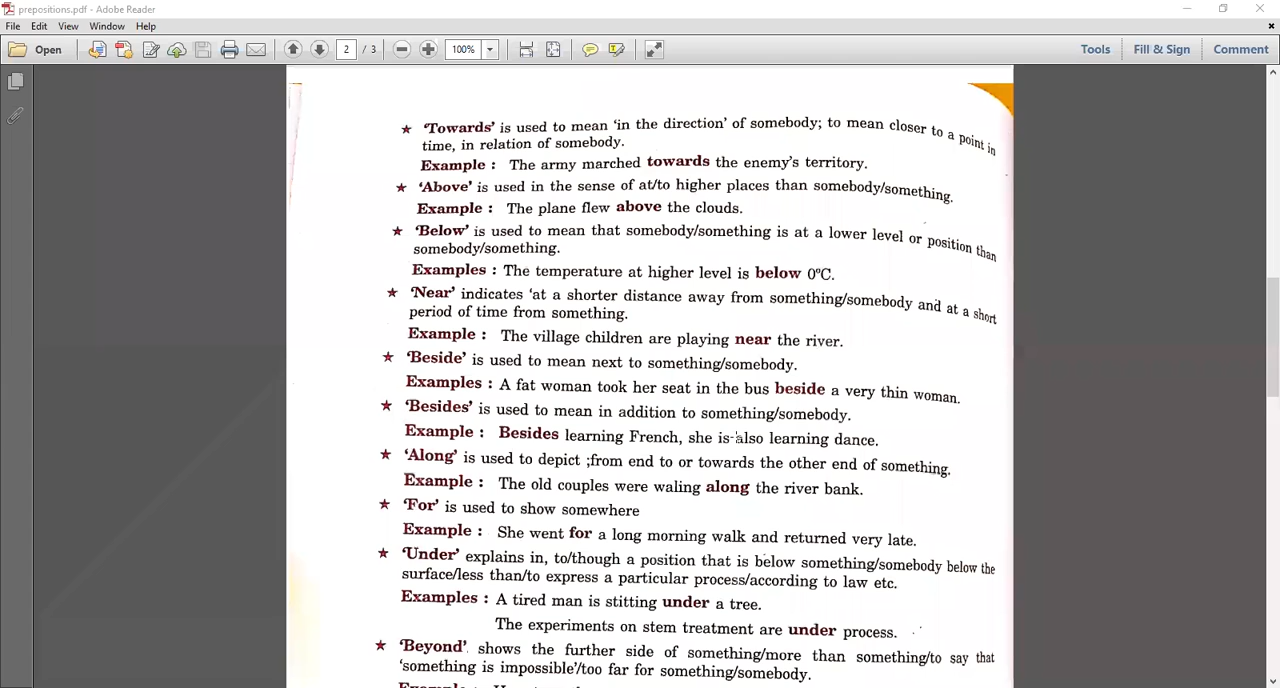 prepositions.pdf - Adobe Reader
File Edit View Window Help
Open 2 / 3 100% Tools Fill & Sign Comment
'Towards' is used to mean 'in the direction' of somebody; to mean closer to a point in
time, in relation of somebody.
Example : The army marched towards the enemy's territory.
'Above' is used in the sense of at/to higher places than somebody/something.
Example : The plane flew above the clouds.
'Below' is used to mean that somebody/something is at a lower level or position than
somebody/something.
Examples : The temperature at higher level is below 0°C.
'Near' indicates 'at a shorter distance away from something/somebody and at a short
period of time from something.
Example : The village children are playing near the river.
'Beside' is used to mean next to something/somebody.
Examples : A fat woman took her seat in the bus beside a very thin woman.
'Besides' is used to mean in addition to something/somebody.
Example : Besides learning French, she is also learning dance.
'Along' is used to depict ;from end to or towards the other end of something.
Example : The old couples were waling along the river bank.
'For' is used to show somewhere
Example : She went for a long morning walk and returned very late.
'Under' explains in, to/though a position that is below something/somebody below the
surface/less than/to express a particular process/according to law etc.
Examples : A tired man is stitting under a tree.
The experiments on stem treatment are under process.
'Beyond' shows the further side of something/more than something/to say that
'something is impossible'/too far for something/somebody.